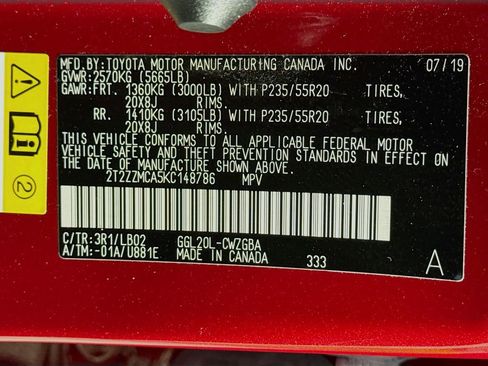 MFD. BY: TOYOTA MOTOR MANUFACTURING CANADA INC. 07/19
GVWR: 2570KG (5665LB)
GAWR: FRT. 1360KG (3000LB) WITH P235/55R20 TIRES,
20X8J RIMS.
RR. 1410KG (3105LB) WITH P235/55R20 TIRES,
20X8J RIMS.
THIS VEHICLE CONFORMS TO ALL APPLICABLE FEDERAL MOTOR
VEHICLE SAFETY AND THEFT PREVENTION STANDARDS IN EFFECT ON
THE DATE OF MANUFACTURE SHOWN ABOVE.
2T2ZZMCA5KC148786 MPV
C/TR: 3R1/LB02 GGL20L-CWZGBA
A/TM: -01A/U881E MADE IN CANADA 333 A
2